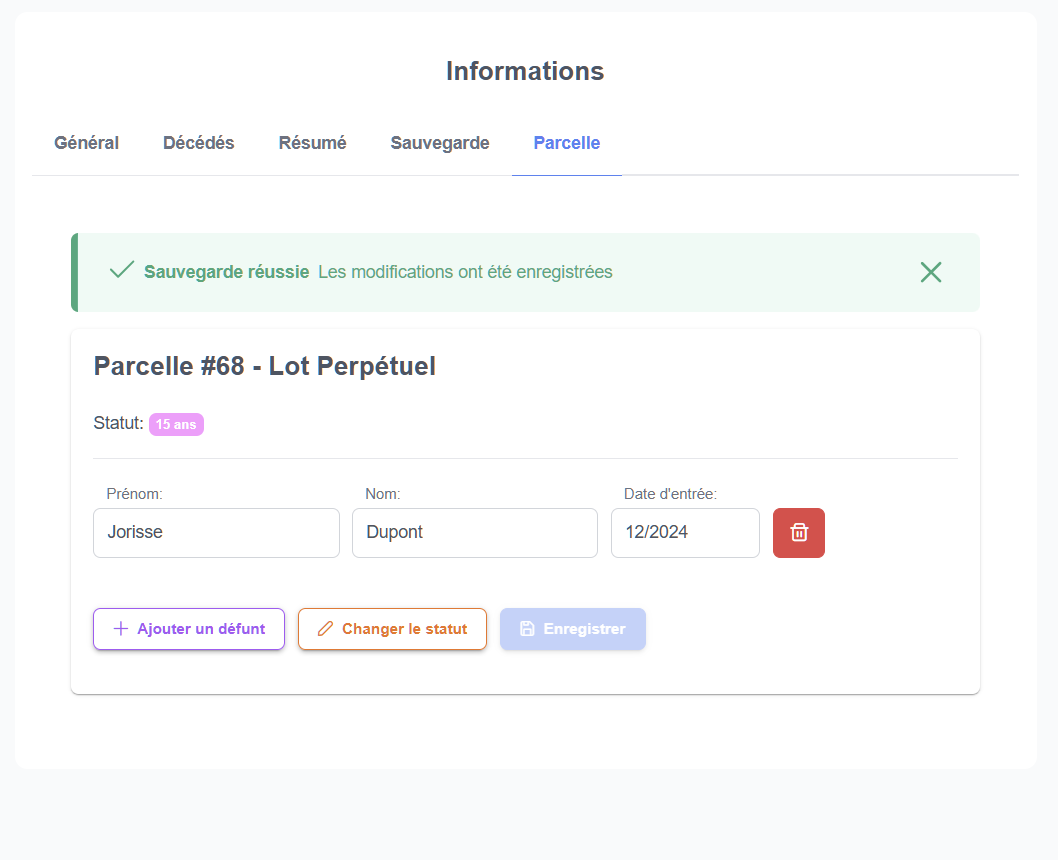 Informations
Général Décédés Résumé Sauvegarde Parcelle
Sauvegarde réussie Les modifications ont été enregistrées
Parcelle #68 - Lot Perpétuel
Statut: 15 ans
Prénom: Nom: Date d'entrée:
Jorisse Dupont 12/2024
Ajouter un défunt Changer le statut Enregistrer